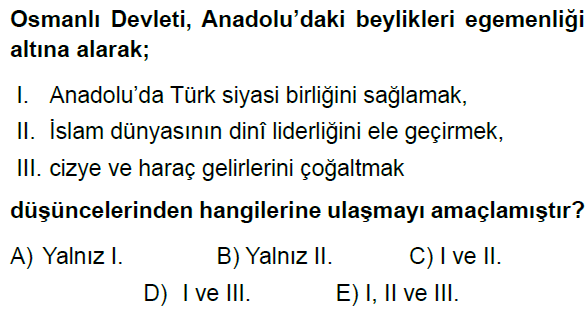 Osmanlı Devleti, Anadolu’daki beylikleri egemenliği
altına alarak;
I. Anadolu’da Türk siyasi birliğini sağlamak,
II. İslam dünyasının dinî liderliğini ele geçirmek,
III. cizye ve haraç gelirlerini çoğaltmak
düşüncelerinden hangilerine ulaşmayı amaçlamıştır?
A) Yalnız I. B) Yalnız II. C) I ve II.
D) I ve III. E) I, II ve III.